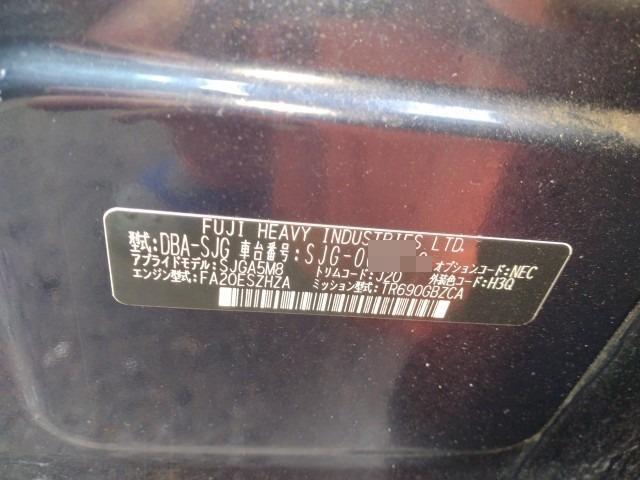 FUJI HEAVY INDUSTRIES LTD.
型式:DBA-SJG 車台番号:SJG-0
アプライドモデル:SJGA5M8 トリムコード:J20 オプションコード:NEC
エンジン型式:FA20ESZHZA ミッション型式:TR690GBZCA 外装色コード:H3Q